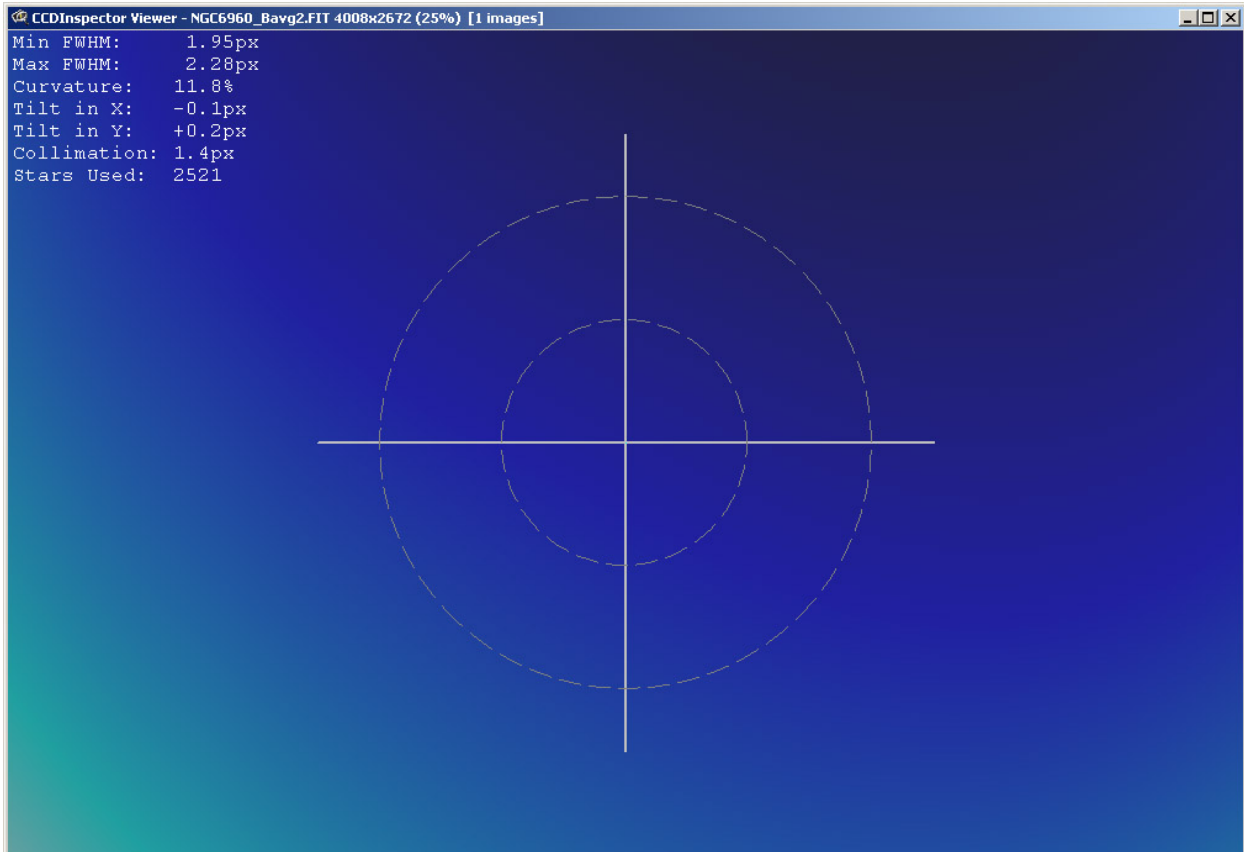 CCDInspector Viewer - NGC6960_Bavg2.FIT 4008x2672 (25%) [1 images]
Min FWHM: 1.95px
Max FWHM: 2.28px
Curvature: 11.8%
Tilt in X: -0.1px
Tilt in Y: +0.2px
Collimation: 1.4px
Stars Used: 2521